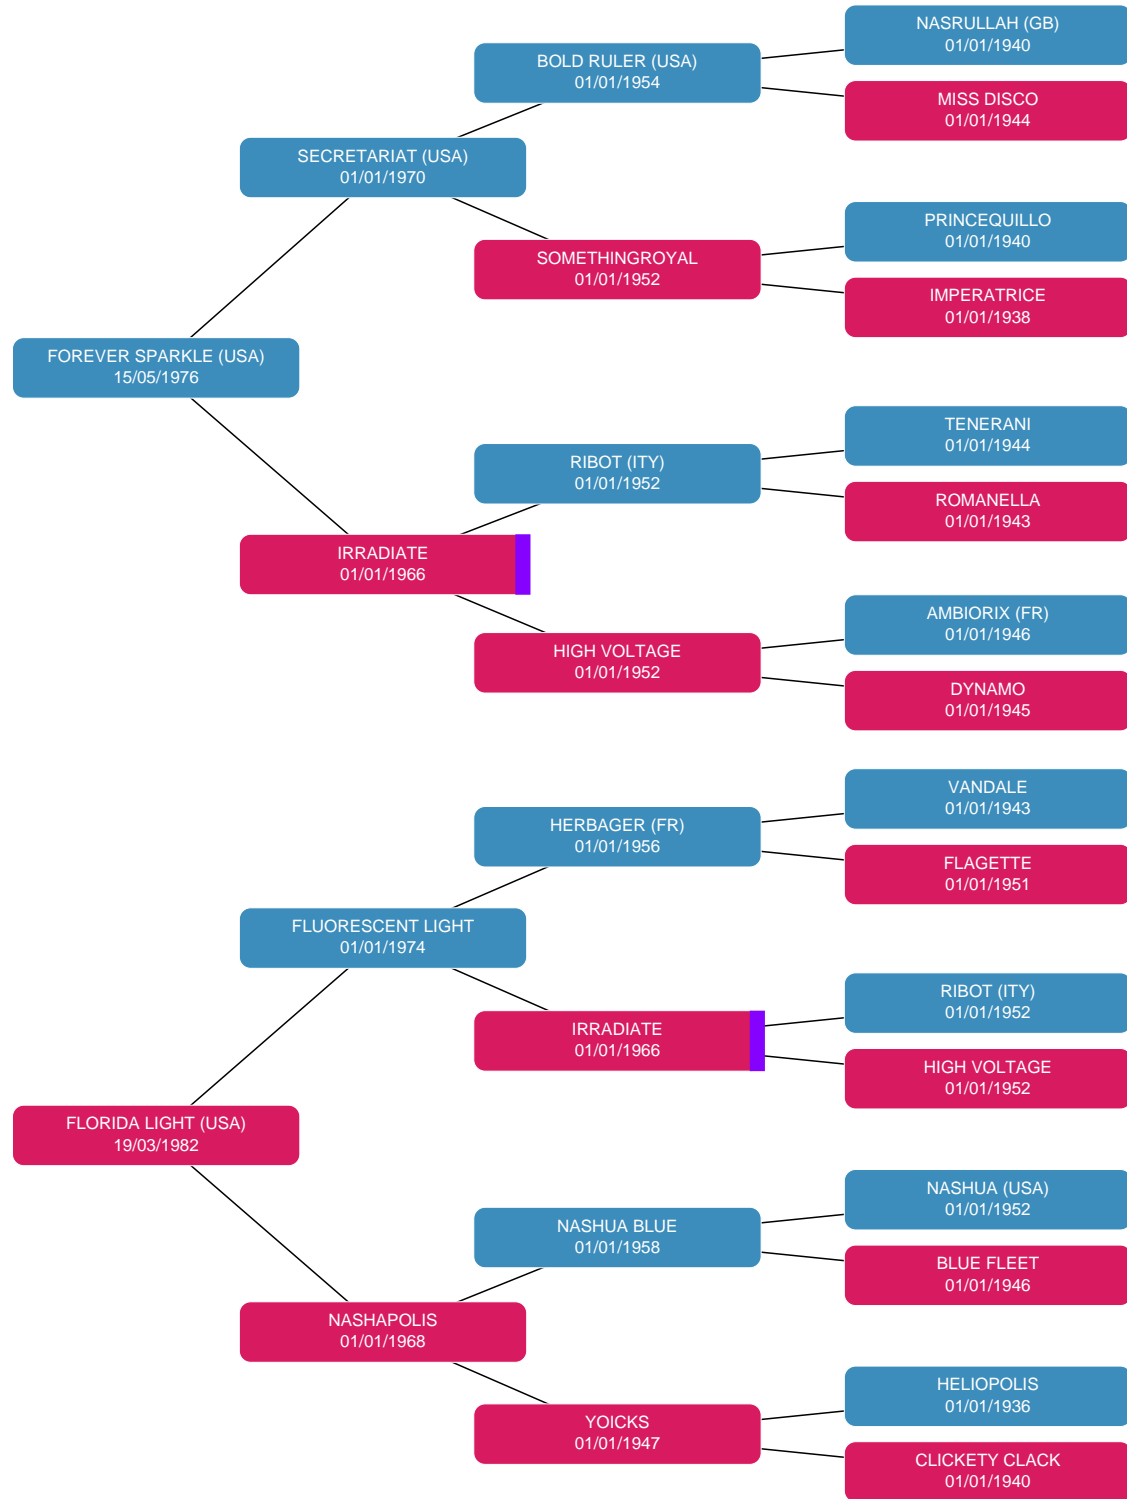 NASRULLAH (GB)
01/01/1940
BOLD RULER (USA)
01/01/1954
MISS DISCO
01/01/1944
SECRETARIAT (USA)
01/01/1970
PRINCEQUILLO
01/01/1940
SOMETHINGROYAL
01/01/1952
IMPERATRICE
01/01/1938
FOREVER SPARKLE (USA)
15/05/1976
TENERANI
01/01/1944
RIBOT (ITY)
01/01/1952
ROMANELLA
01/01/1943
IRRADIATE
01/01/1966
AMBIORIX (FR)
01/01/1946
HIGH VOLTAGE
01/01/1952
DYNAMO
01/01/1945
VANDALE
01/01/1943
HERBAGER (FR)
01/01/1956
FLAGETTE
01/01/1951
FLUORESCENT LIGHT
01/01/1974
RIBOT (ITY)
01/01/1952
IRRADIATE
01/01/1966
HIGH VOLTAGE
01/01/1952
FLORIDA LIGHT (USA)
19/03/1982
NASHUA (USA)
01/01/1952
NASHUA BLUE
01/01/1958
BLUE FLEET
01/01/1946
NASHAPOLIS
01/01/1968
HELIOPOLIS
01/01/1936
YOICKS
01/01/1947
CLICKETY CLACK
01/01/1940